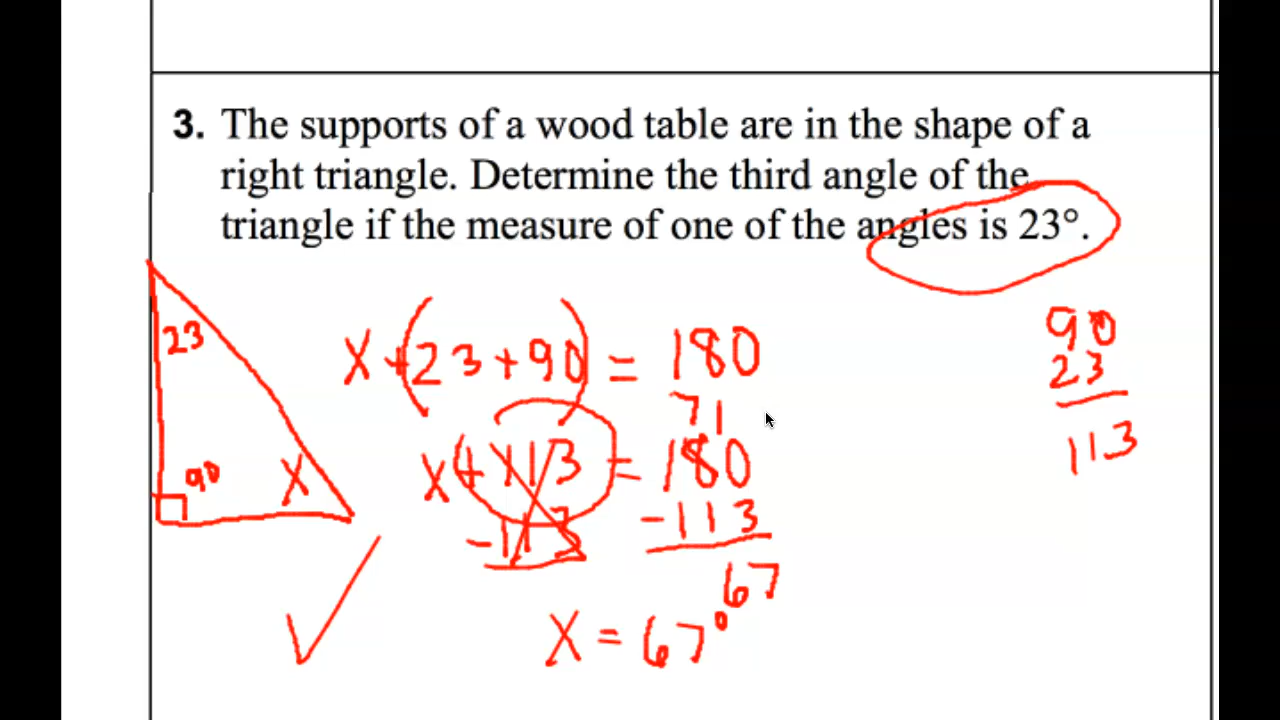 3. The supports of a wood table are in the shape of a
right triangle. Determine the third angle of the
triangle if the measure of one of the angles is 23°.
23
90
X
X + (23 + 90) = 180
7 1
X + 113 = 180
-113 -113
67
X = 67°
90
23
113